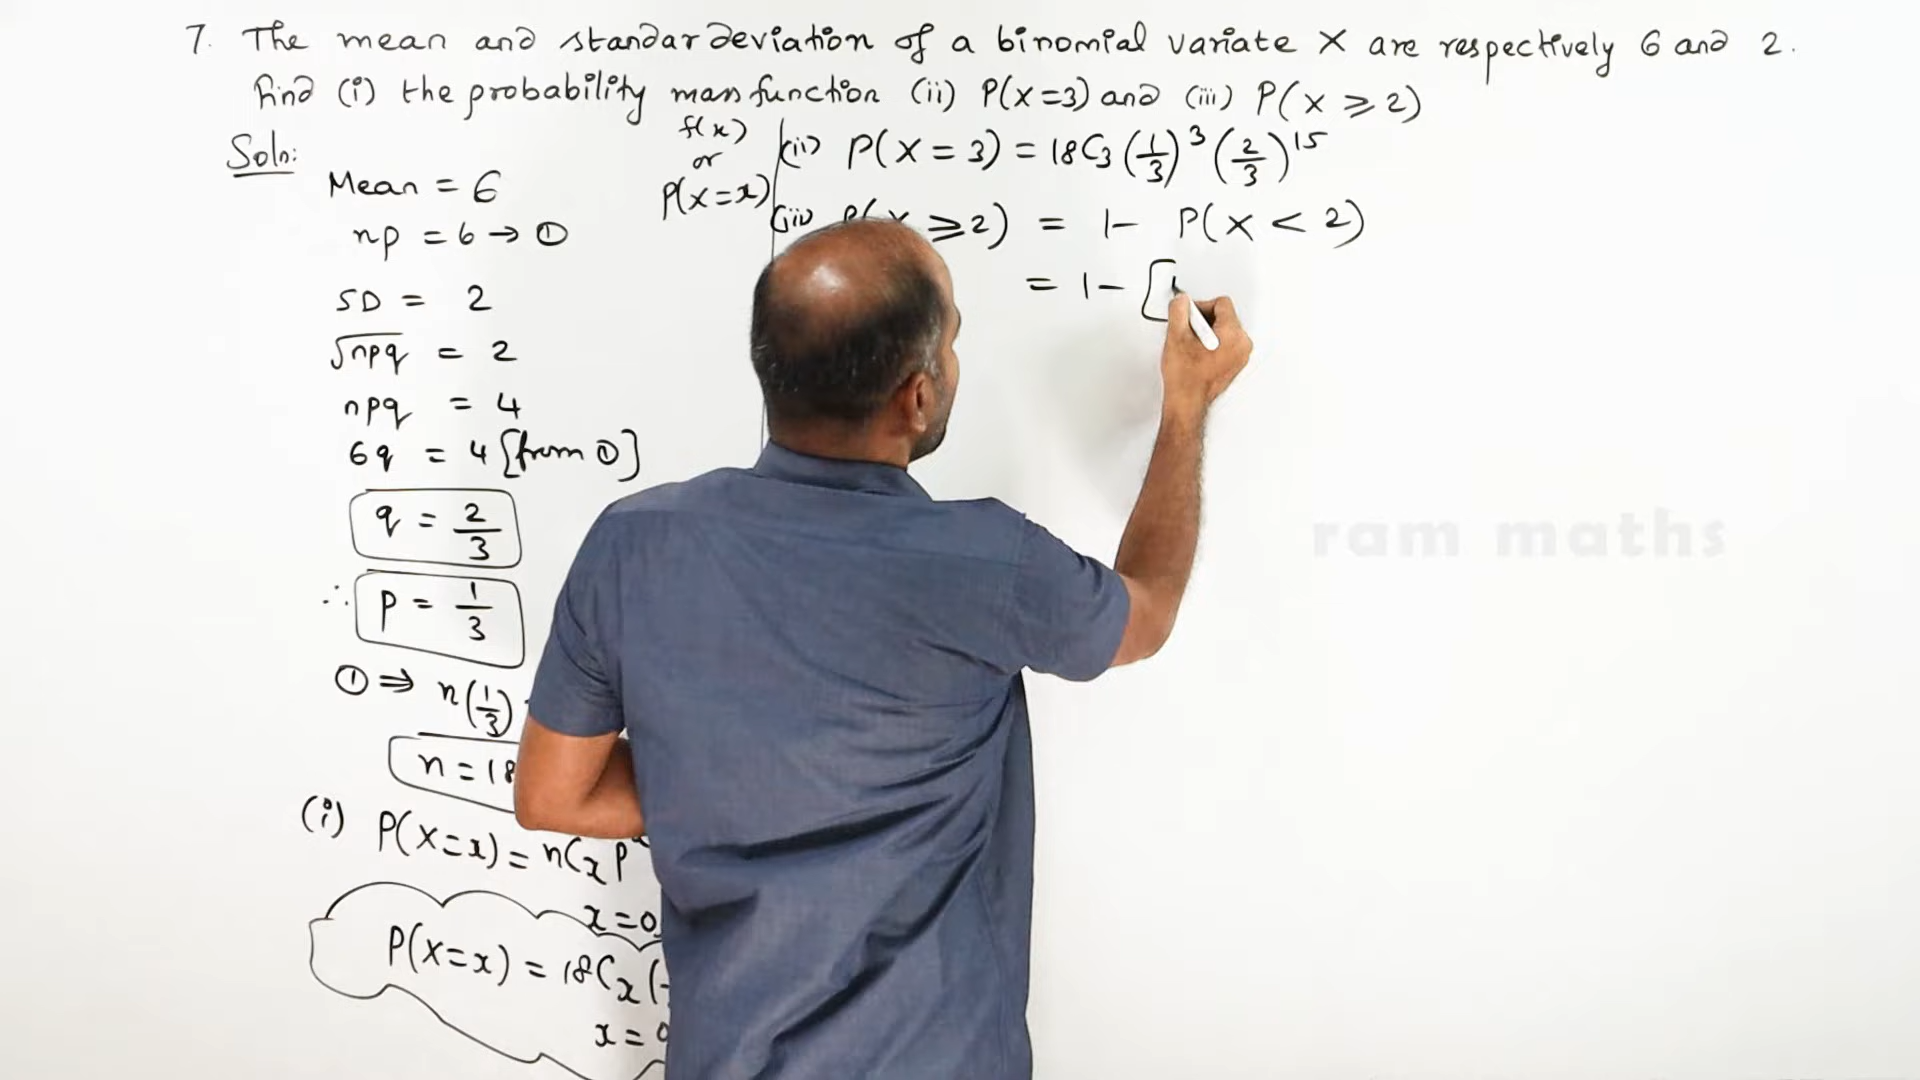 7. The mean and standar deviation of a binomial variate X are respectively 6 and 2.
find (i) the probability mass function (ii) P(X=3) and (iii) P(X ≥ 2)
Soln:
Mean = 6
np = 6 → ①
SD = 2
√npq = 2
npq = 4
6q = 4 [from ①]
q = 2/3
∴ p = 1/3
① ⇒ n(1/3)
n = 18
(i) P(X=x) = nCx p
x = 0,
P(X=x) = 18Cx (
x = 0
f(x)
or
P(X=x)
(ii) P(X = 3) = 18C3 (1/3)^3 (2/3)^15
(iii) ≥ 2) = 1 - P(X < 2)
= 1 - [
ram maths